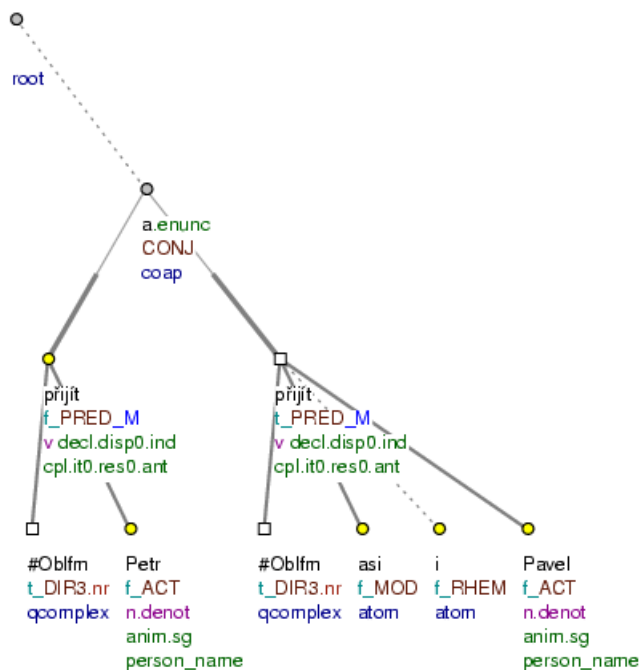 root
a.enunc
CONJ
coap
přijít
f_PRED_M
v decl.disp0.ind
cpl.it0.res0.ant
přijít
t_PRED_M
v decl.disp0.ind
cpl.it0.res0.ant
#Oblfm
t_DIR3.nr
qcomplex
Petr
f_ACT
n.denot
anim.sg
person_name
#Oblfm
t_DIR3.nr
qcomplex
asi
f_MOD
atom
i
f_RHEM
atom
Pavel
f_ACT
n.denot
anim.sg
person_name